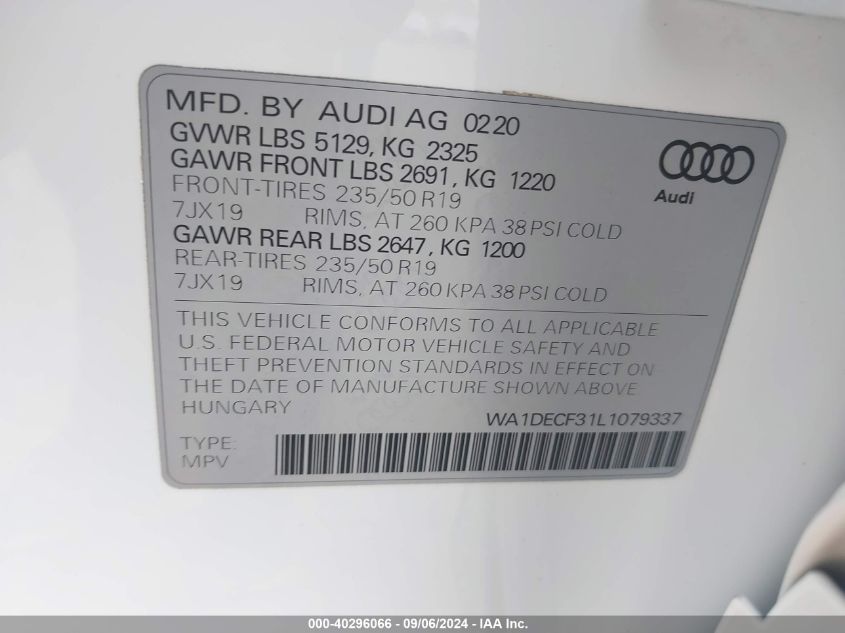 MFD. BY AUDI AG 0220
GVWR LBS 5129, KG 2325
GAWR FRONT LBS 2691, KG 1220
FRONT-TIRES 235/50 R19
7JX19 RIMS, AT 260 KPA 38 PSI COLD
GAWR REAR LBS 2647, KG 1200
REAR-TIRES 235/50 R19
7JX19 RIMS, AT 260 KPA 38 PSI COLD
Audi
THIS VEHICLE CONFORMS TO ALL APPLICABLE
U.S. FEDERAL MOTOR VEHICLE SAFETY AND
THEFT PREVENTION STANDARDS IN EFFECT ON
THE DATE OF MANUFACTURE SHOWN ABOVE
HUNGARY
WA1DECF31L1079337
TYPE:
MPV
000-40296066 - 09/06/2024 - IAA Inc.